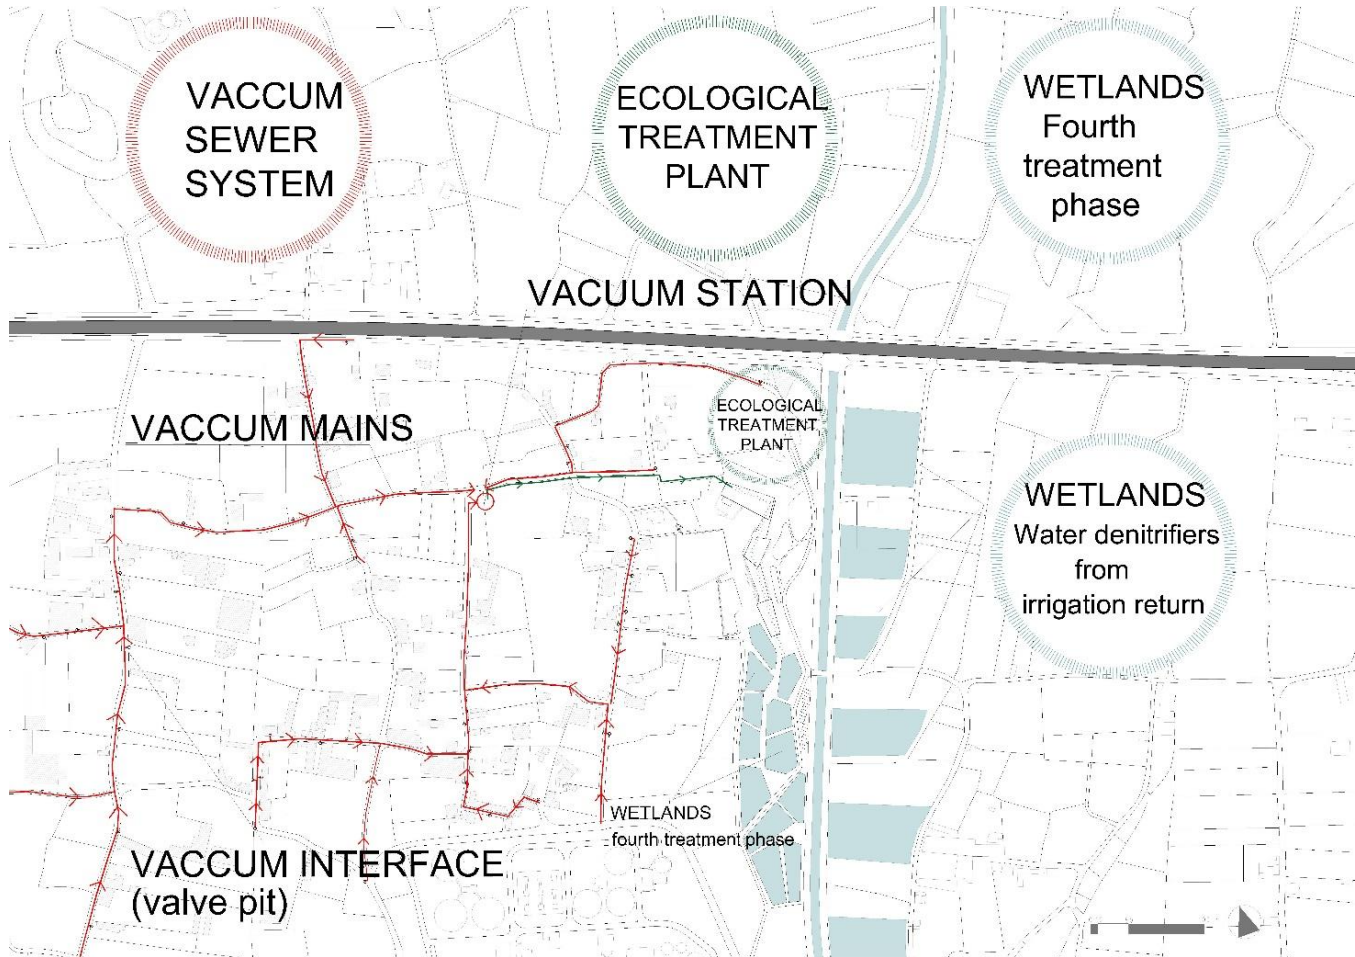 VACCUM
SEWER
SYSTEM
ECOLOGICAL
TREATMENT
PLANT
WETLANDS
Fourth
treatment
phase
VACUUM STATION
VACCUM MAINS
ECOLOGICAL
TREATMENT
PLANT
WETLANDS
Water denitrifiers
from
irrigation return
WETLANDS
fourth treatment phase
VACCUM INTERFACE
(valve pit)